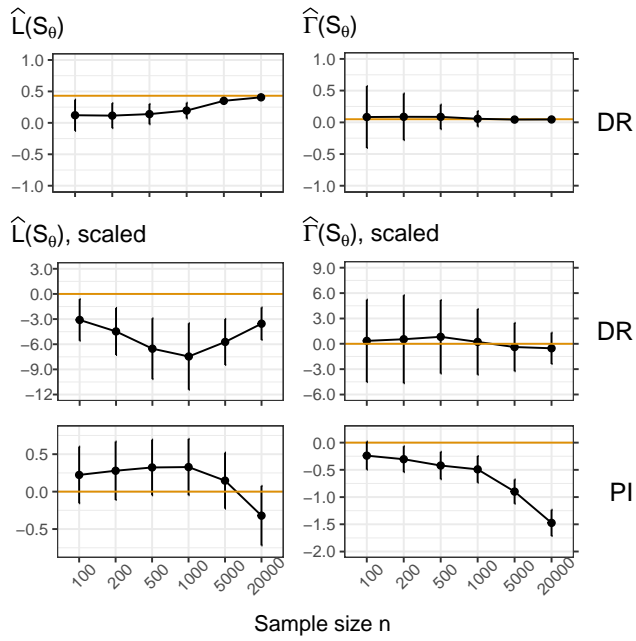 L̂(S_θ) Γ̂(S_θ)
1.0 1.0
0.5 0.5
0.0 0.0 DR
−0.5 −0.5
−1.0 −1.0
L̂(S_θ), scaled Γ̂(S_θ), scaled
3.0 9.0
0.0 6.0
−3.0 3.0 DR
−6.0 0.0
−9.0 −3.0
−12 −6.0
0.5 0.0
0.0 −0.5
−0.5 −1.0 PI
−1.5
−2.0
100 200 500 1000 5000 20000 100 200 500 1000 5000 20000
Sample size n